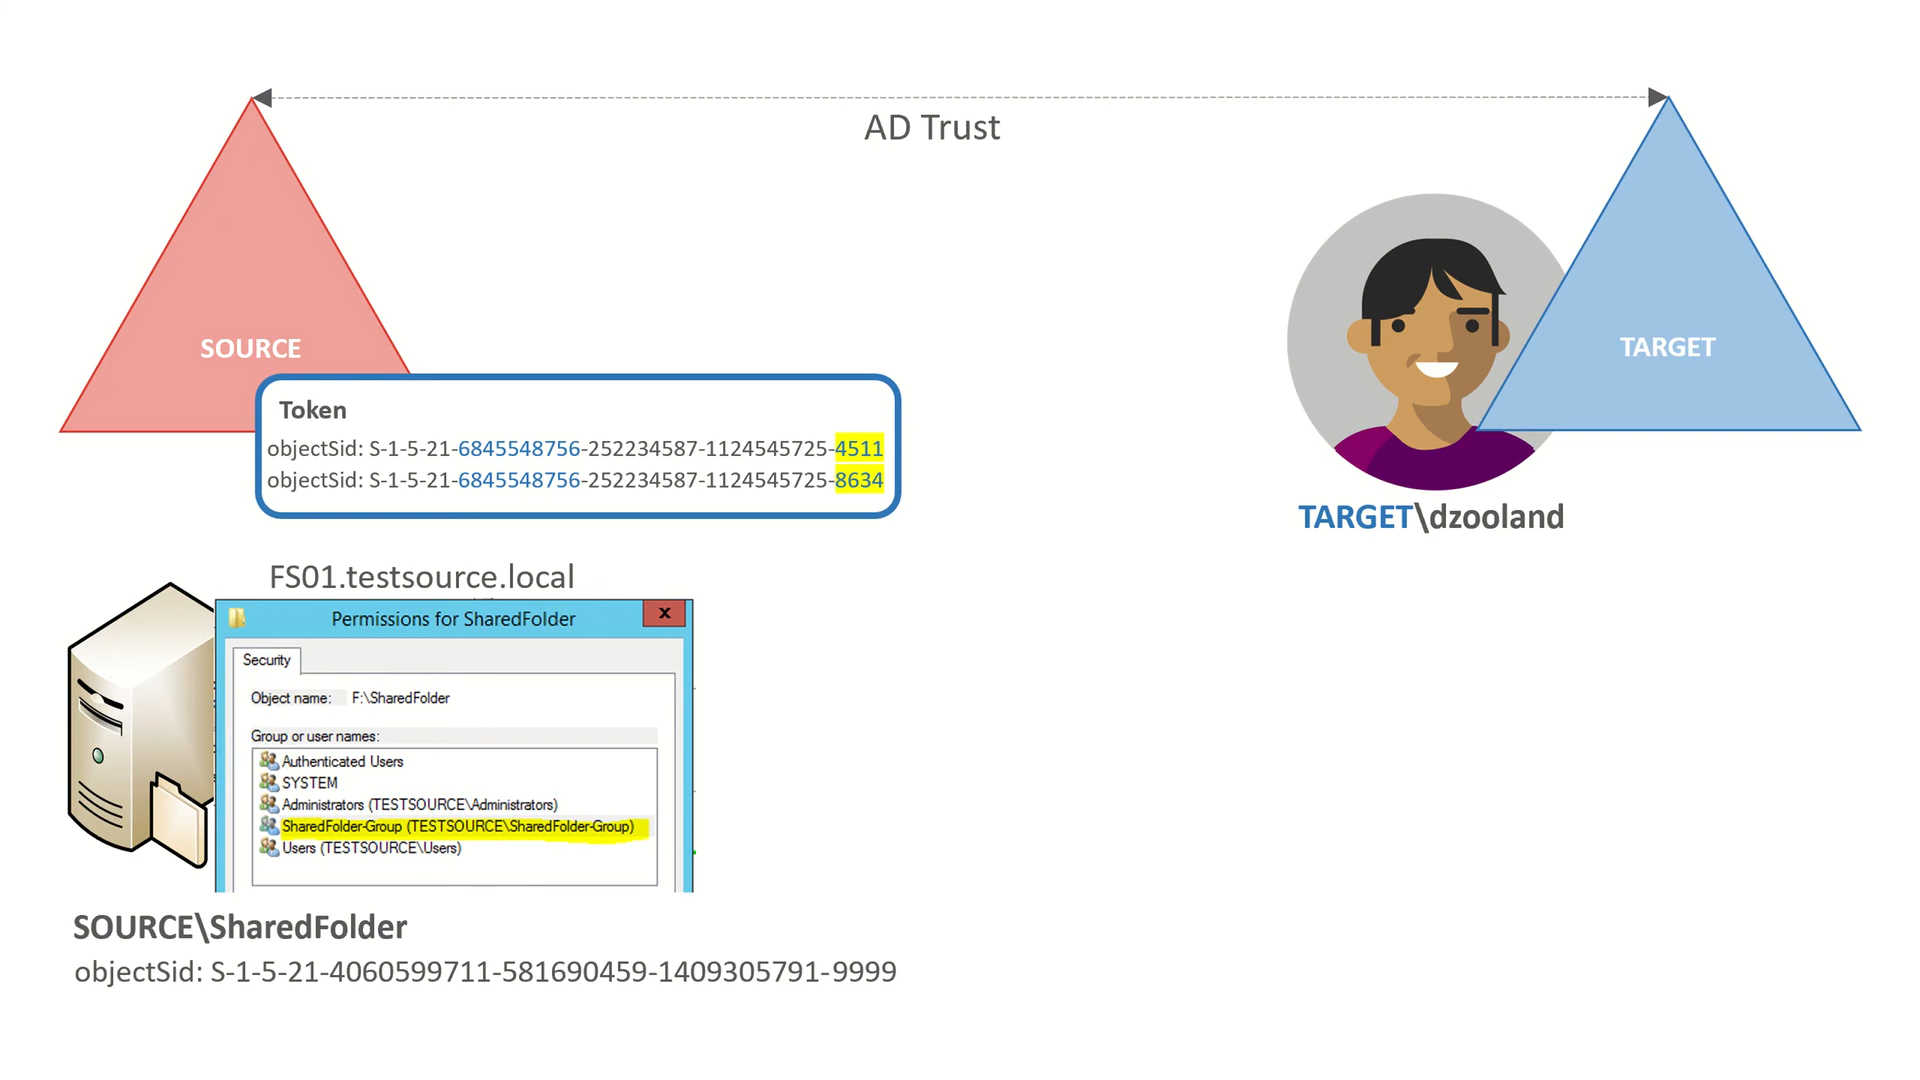 AD Trust
SOURCE
TARGET
Token
objectSid: S-1-5-21-6845548756-252234587-1124545725-4511
objectSid: S-1-5-21-6845548756-252234587-1124545725-8634
TARGET\dzooland
FS01.testsource.local
Permissions for SharedFolder
x
Security
Object name: F:\SharedFolder
Group or user names:
Authenticated Users
SYSTEM
Administrators (TESTSOURCE\Administrators)
SharedFolder-Group (TESTSOURCE\SharedFolder-Group)
Users (TESTSOURCE\Users)
SOURCE\SharedFolder
objectSid: S-1-5-21-4060599711-581690459-1409305791-9999